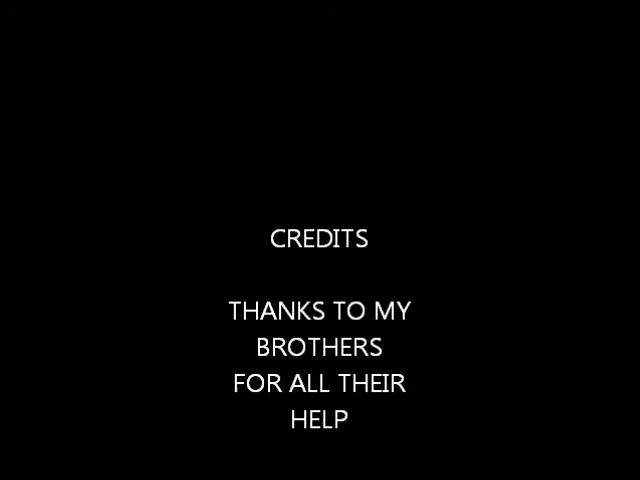 CREDITS
THANKS TO MY
BROTHERS
FOR ALL THEIR
HELP